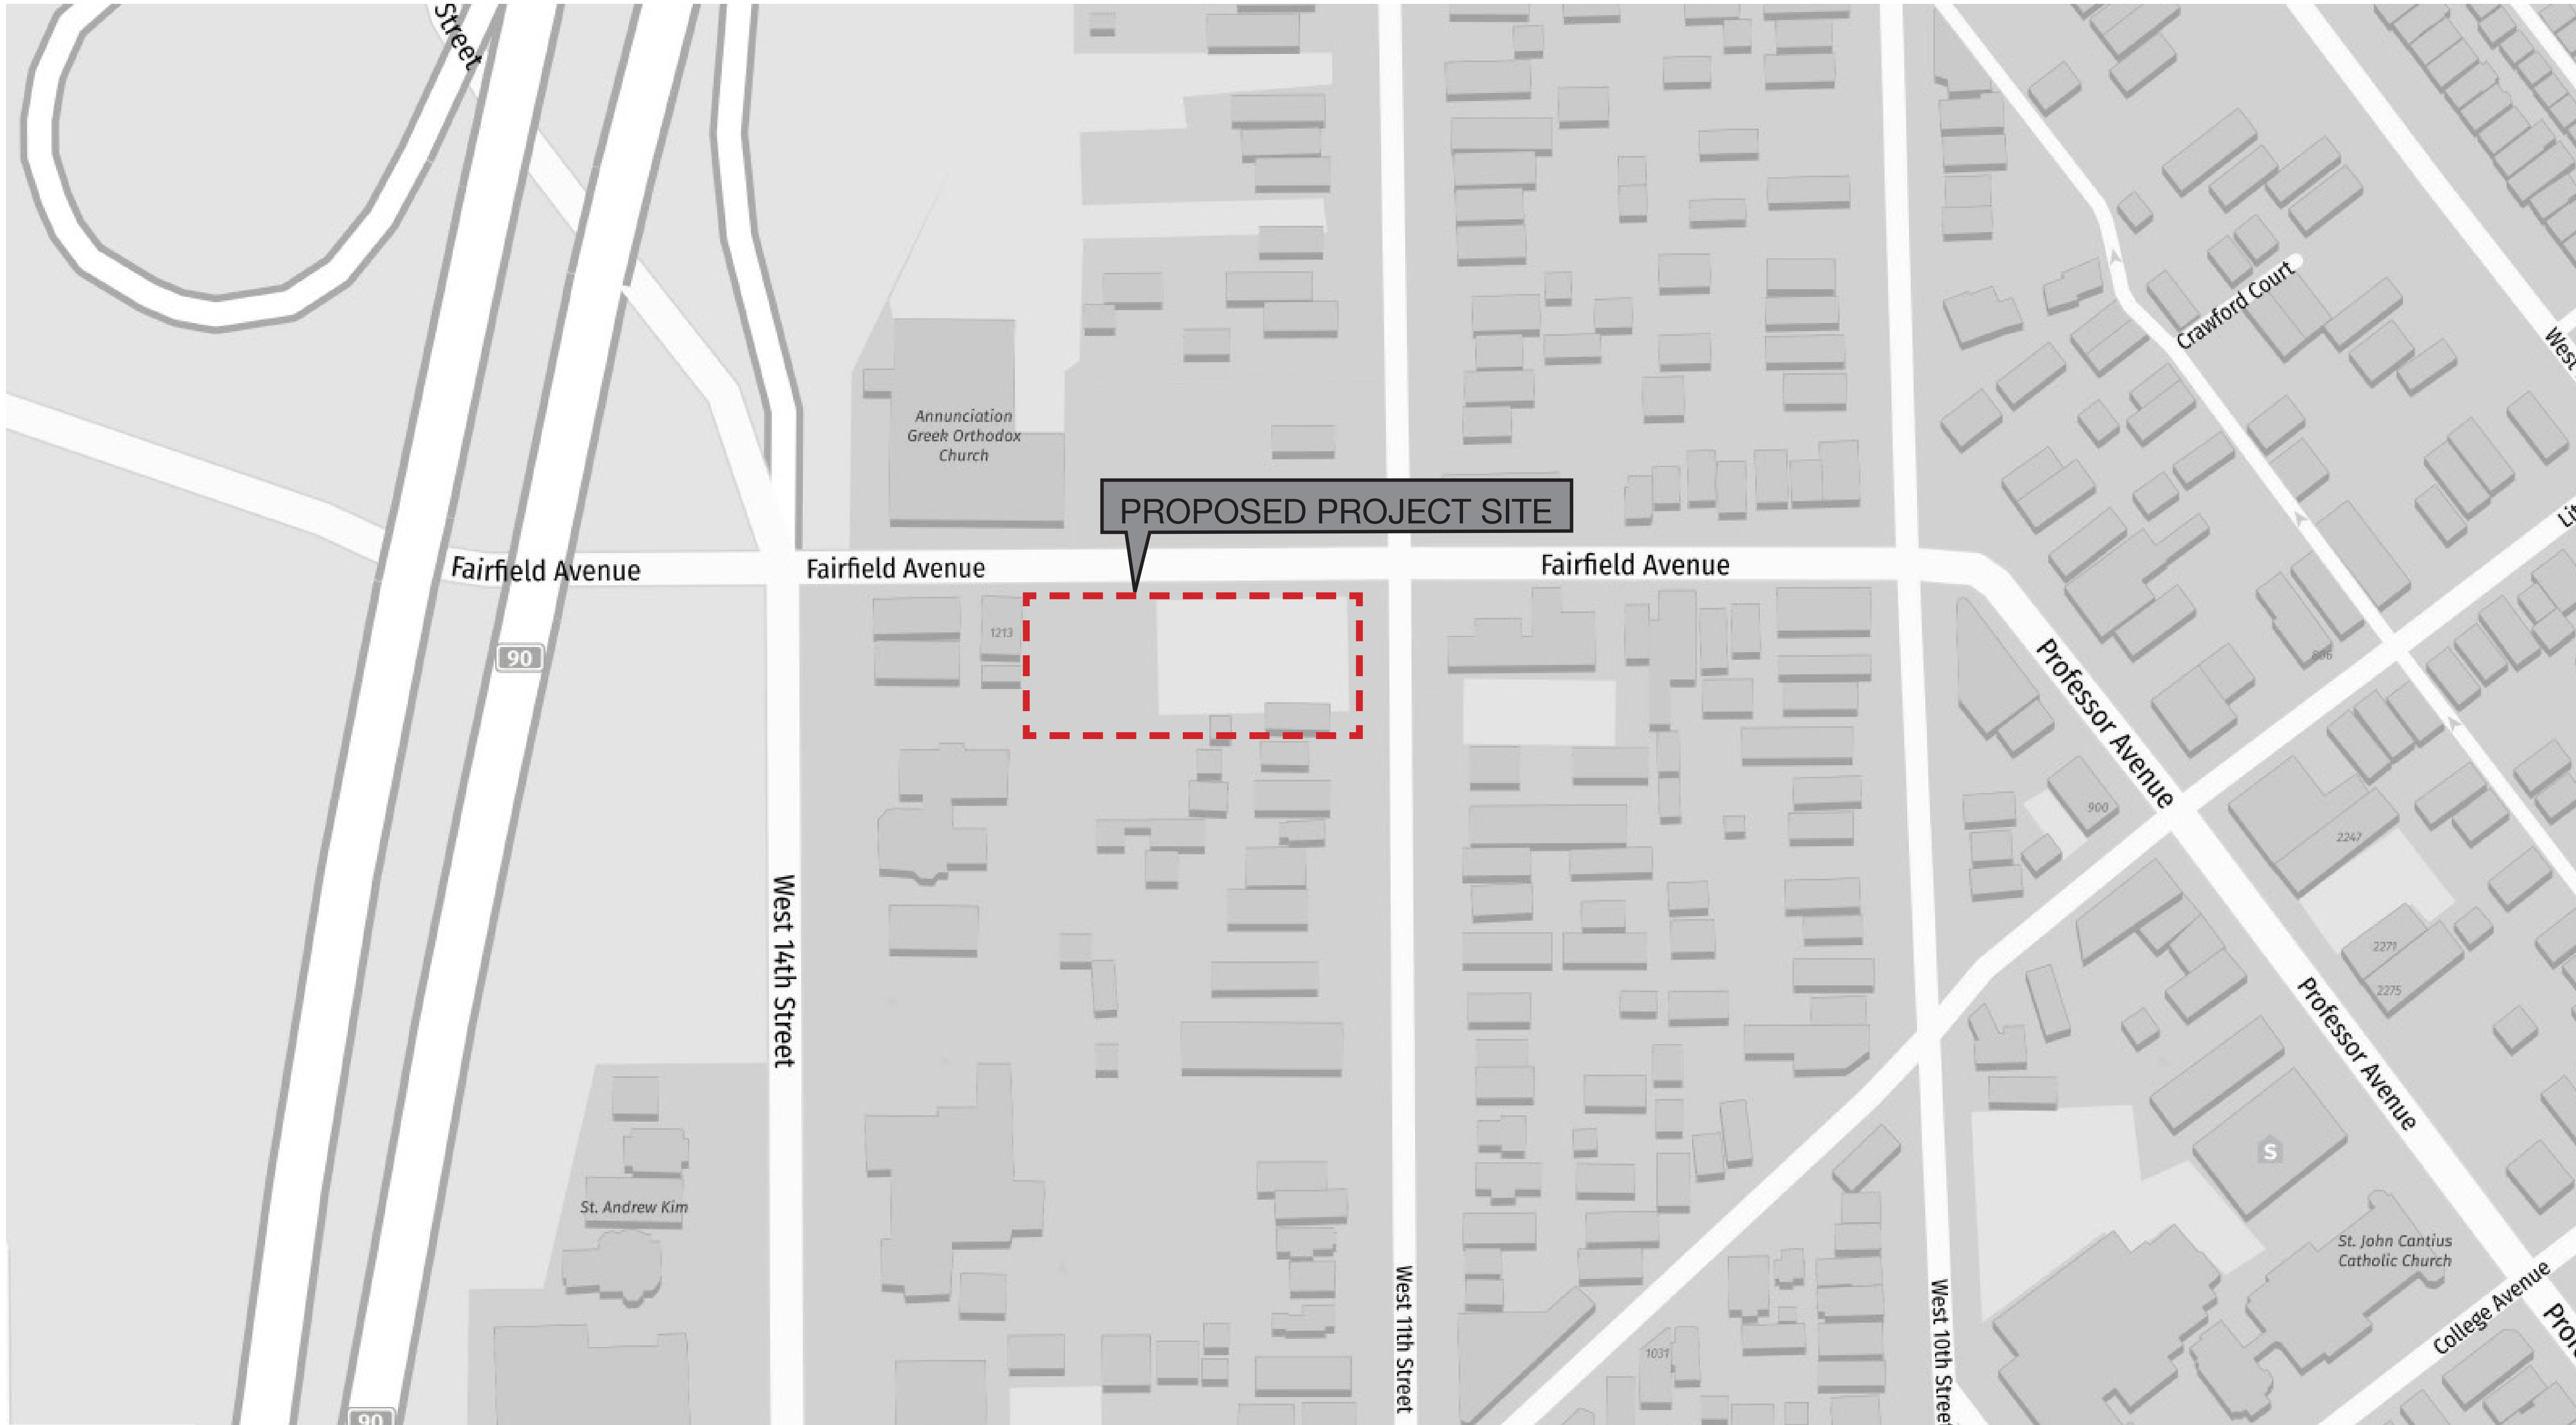 Street
Crawford Court
West
Annunciation
Greek Orthodox
Church
PROPOSED PROJECT SITE
Fairfield Avenue
Fairfield Avenue
Fairfield Avenue
1213
90
Professor Avenue
806
900
2247
West 14th Street
2271
2275
Professor Avenue
S
St. Andrew Kim
St. John Cantius
Catholic Church
College Avenue
West 11th Street
West 10th Street
1031
90